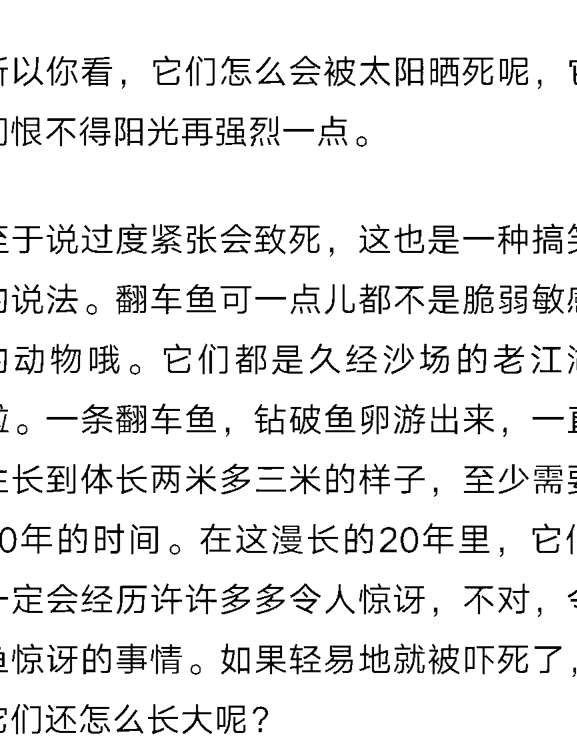 所以你看，它们怎么会被太阳晒死呢，它
们恨不得阳光再强烈一点。
至于说过度紧张会致死，这也是一种搞笑
的说法。翻车鱼可一点儿都不是脆弱敏感
的动物哦。它们都是久经沙场的老江湖
啦。一条翻车鱼，钻破鱼卵游出来，一直
生长到体长两米多三米的样子，至少需要
0年的时间。在这漫长的20年里，它们
一定会经历许许多多令人惊讶，不对，令
鱼惊讶的事情。如果轻易地就被吓死了，
它们还怎么长大呢？